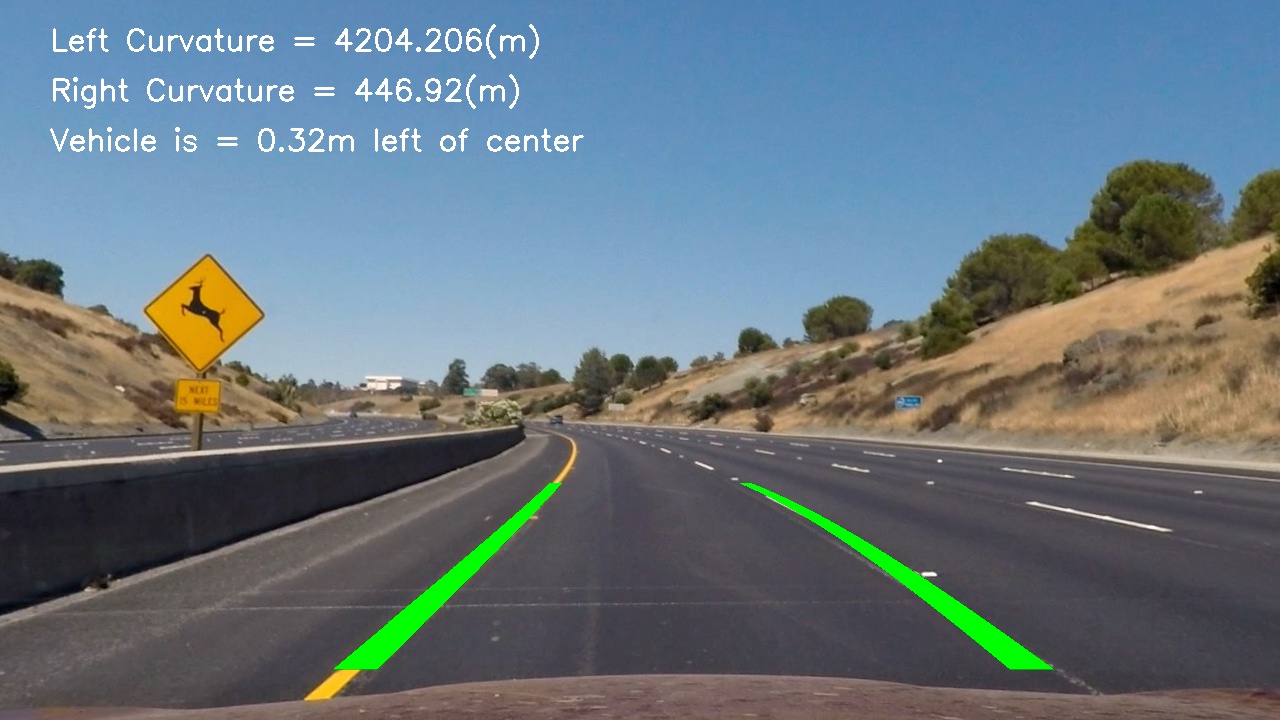 Left Curvature = 4204.206(m)
Right Curvature = 446.92(m)
Vehicle is = 0.32m left of center
NEXT
15 MILES